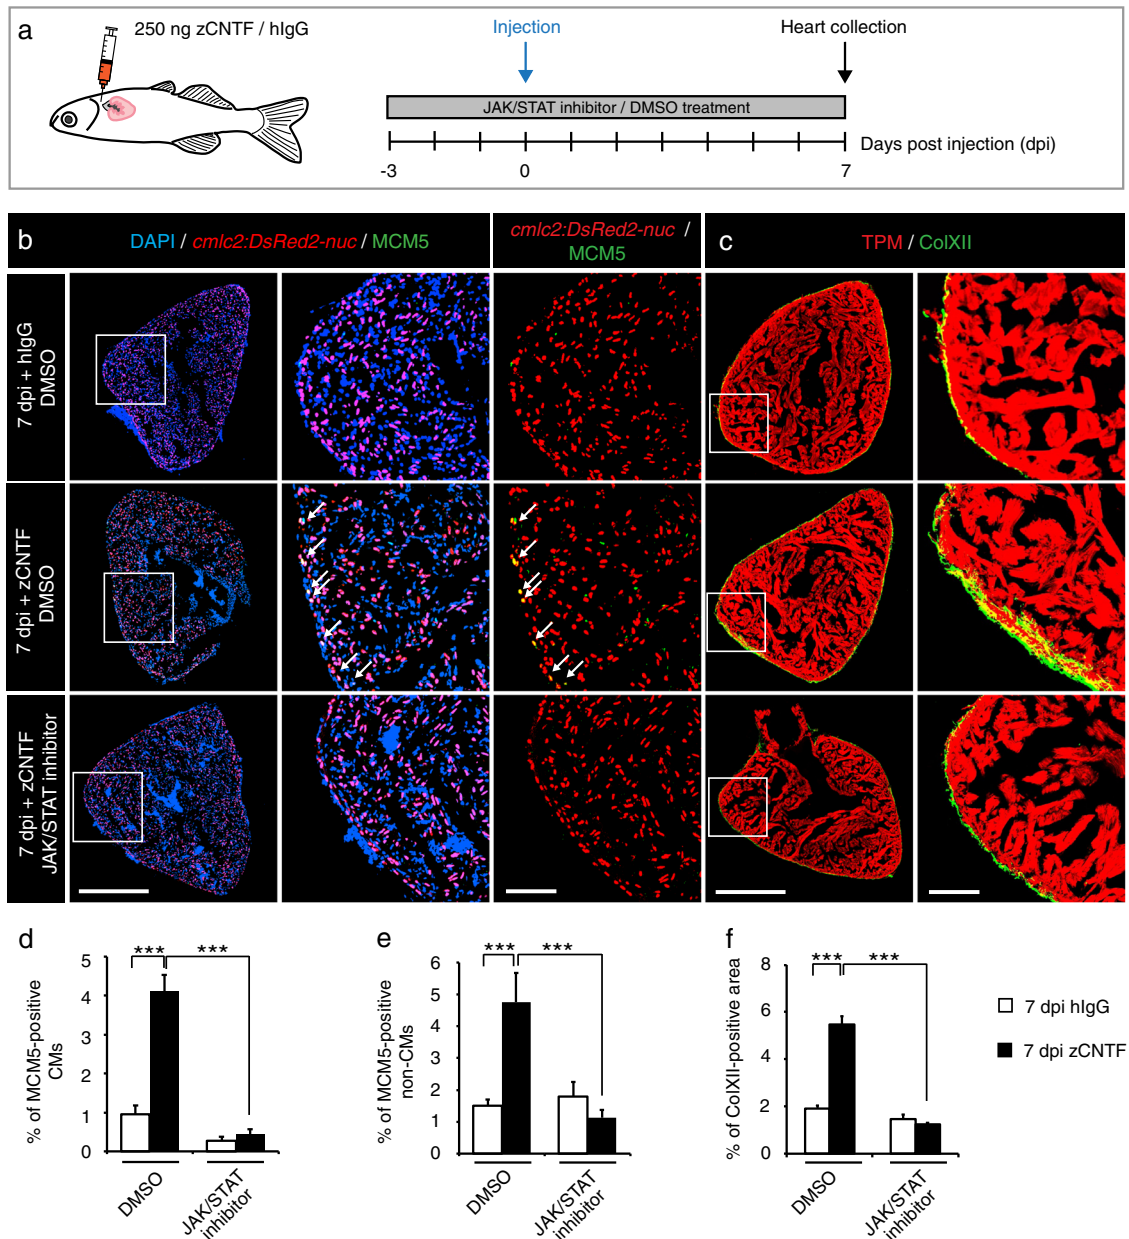 a
250 ng zCNTF / hIgG
Injection
Heart collection
JAK/STAT inhibitor / DMSO treatment
Days post injection (dpi)
-3
0
7
b
DAPI / cmlc2:DsRed2-nuc / MCM5
cmlc2:DsRed2-nuc /
MCM5
c
TPM / ColXII
7 dpi + hIgG
DMSO
7 dpi + zCNTF
DMSO
7 dpi + zCNTF
JAK/STAT inhibitor
d
% of MCM5-positive
CMs
5
4
3
2
1
0
***
***
DMSO
JAK/STAT
inhibitor
e
% of MCM5-positive
non-CMs
6
5
4
3
2
1
0
***
***
DMSO
JAK/STAT
inhibitor
f
% of ColXII-positive area
8
6
4
2
0
***
***
DMSO
JAK/STAT
inhibitor
7 dpi hIgG
7 dpi zCNTF